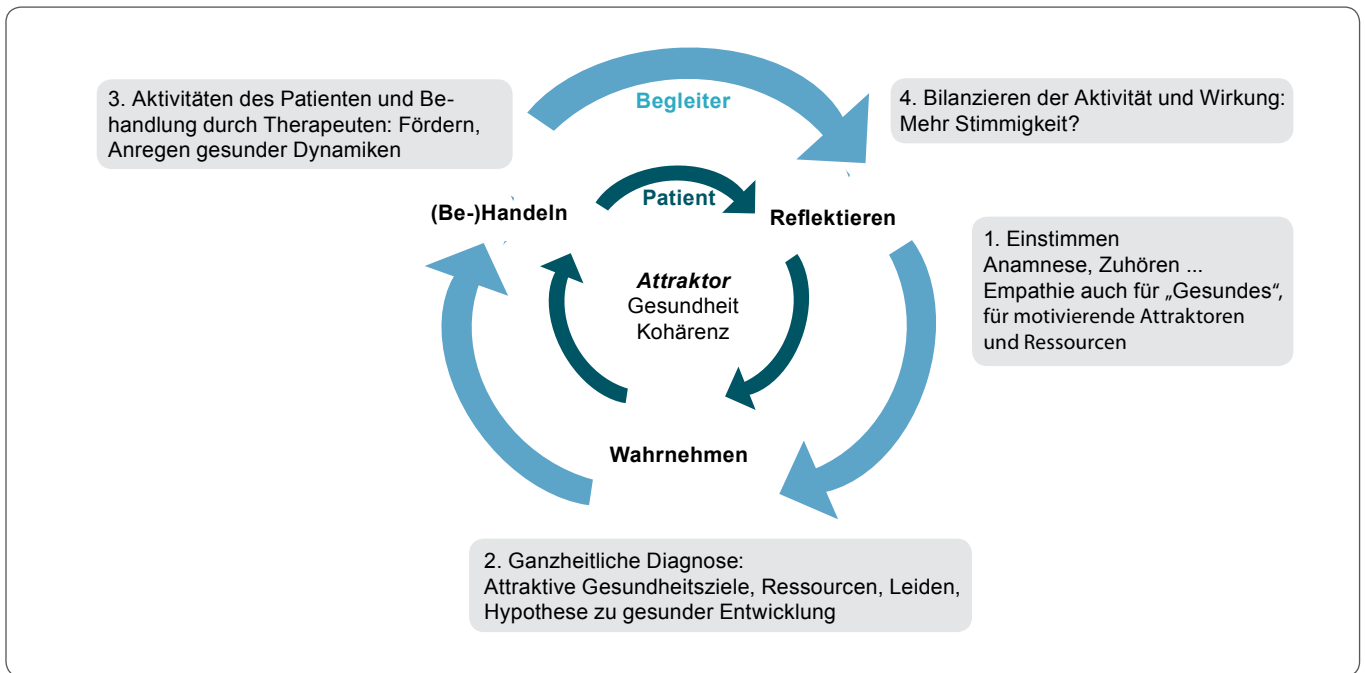 3. Aktivitäten des Patienten und Be-
handlung durch Therapeuten: Fördern,
Anregen gesunder Dynamiken
Begleiter
4. Bilanzieren der Aktivität und Wirkung:
Mehr Stimmigkeit?
(Be-)Handeln
Patient
Reflektieren
1. Einstimmen
Anamnese, Zuhören ...
Empathie auch für „Gesundes“,
für motivierende Attraktoren
und Ressourcen
Attraktor
Gesundheit
Kohärenz
Wahrnehmen
2. Ganzheitliche Diagnose:
Attraktive Gesundheitsziele, Ressourcen, Leiden,
Hypothese zu gesunder Entwicklung